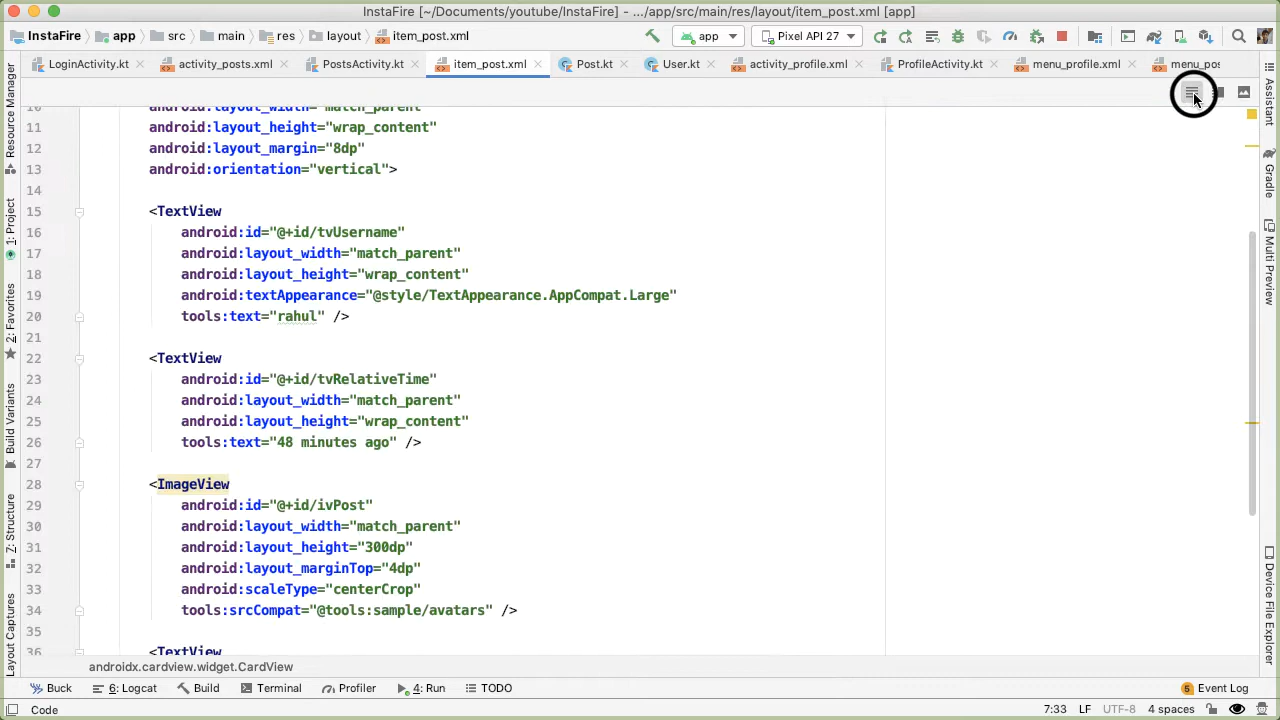 InstaFire [~/Documents/youtube/InstaFire] - .../app/src/main/res/layout/item_post.xml [app]
InstaFire app src main res layout item_post.xml app Pixel API 27
LoginActivity.kt activity_posts.xml PostsActivity.kt item_post.xml Post.kt User.kt activity_profile.xml ProfileActivity.kt menu_profile.xml menu_pos
10 android:layout_width="match_parent"
11 android:layout_height="wrap_content"
12 android:layout_margin="8dp"
13 android:orientation="vertical">
14
15 <TextView
16 android:id="@+id/tvUsername"
17 android:layout_width="match_parent"
18 android:layout_height="wrap_content"
19 android:textAppearance="@style/TextAppearance.AppCompat.Large"
20 tools:text="rahul" />
21
22 <TextView
23 android:id="@+id/tvRelativeTime"
24 android:layout_width="match_parent"
25 android:layout_height="wrap_content"
26 tools:text="48 minutes ago" />
27
28 <ImageView
29 android:id="@+id/ivPost"
30 android:layout_width="match_parent"
31 android:layout_height="300dp"
32 android:layout_marginTop="4dp"
33 android:scaleType="centerCrop"
34 tools:srcCompat="@tools:sample/avatars" />
35
36 <TextView
androidx.cardview.widget.CardView
Resource Manager
1: Project
2: Favorites
Build Variants
7: Structure
Layout Captures
Assistant
Gradle
Multi Preview
Device File Explorer
Buck 6: Logcat Build Terminal Profiler 4: Run TODO 5 Event Log
Code 7:33 LF UTF-8 4 spaces